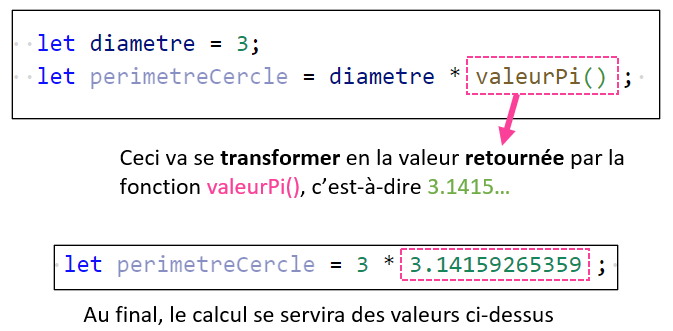 let diametre = 3;
let perimetreCercle = diametre * valeurPi() ;
Ceci va se transformer en la valeur retournée par la
fonction valeurPi(), c’est-à-dire 3.1415…
let perimetreCercle = 3 * 3.14159265359 ;
Au final, le calcul se servira des valeurs ci-dessus